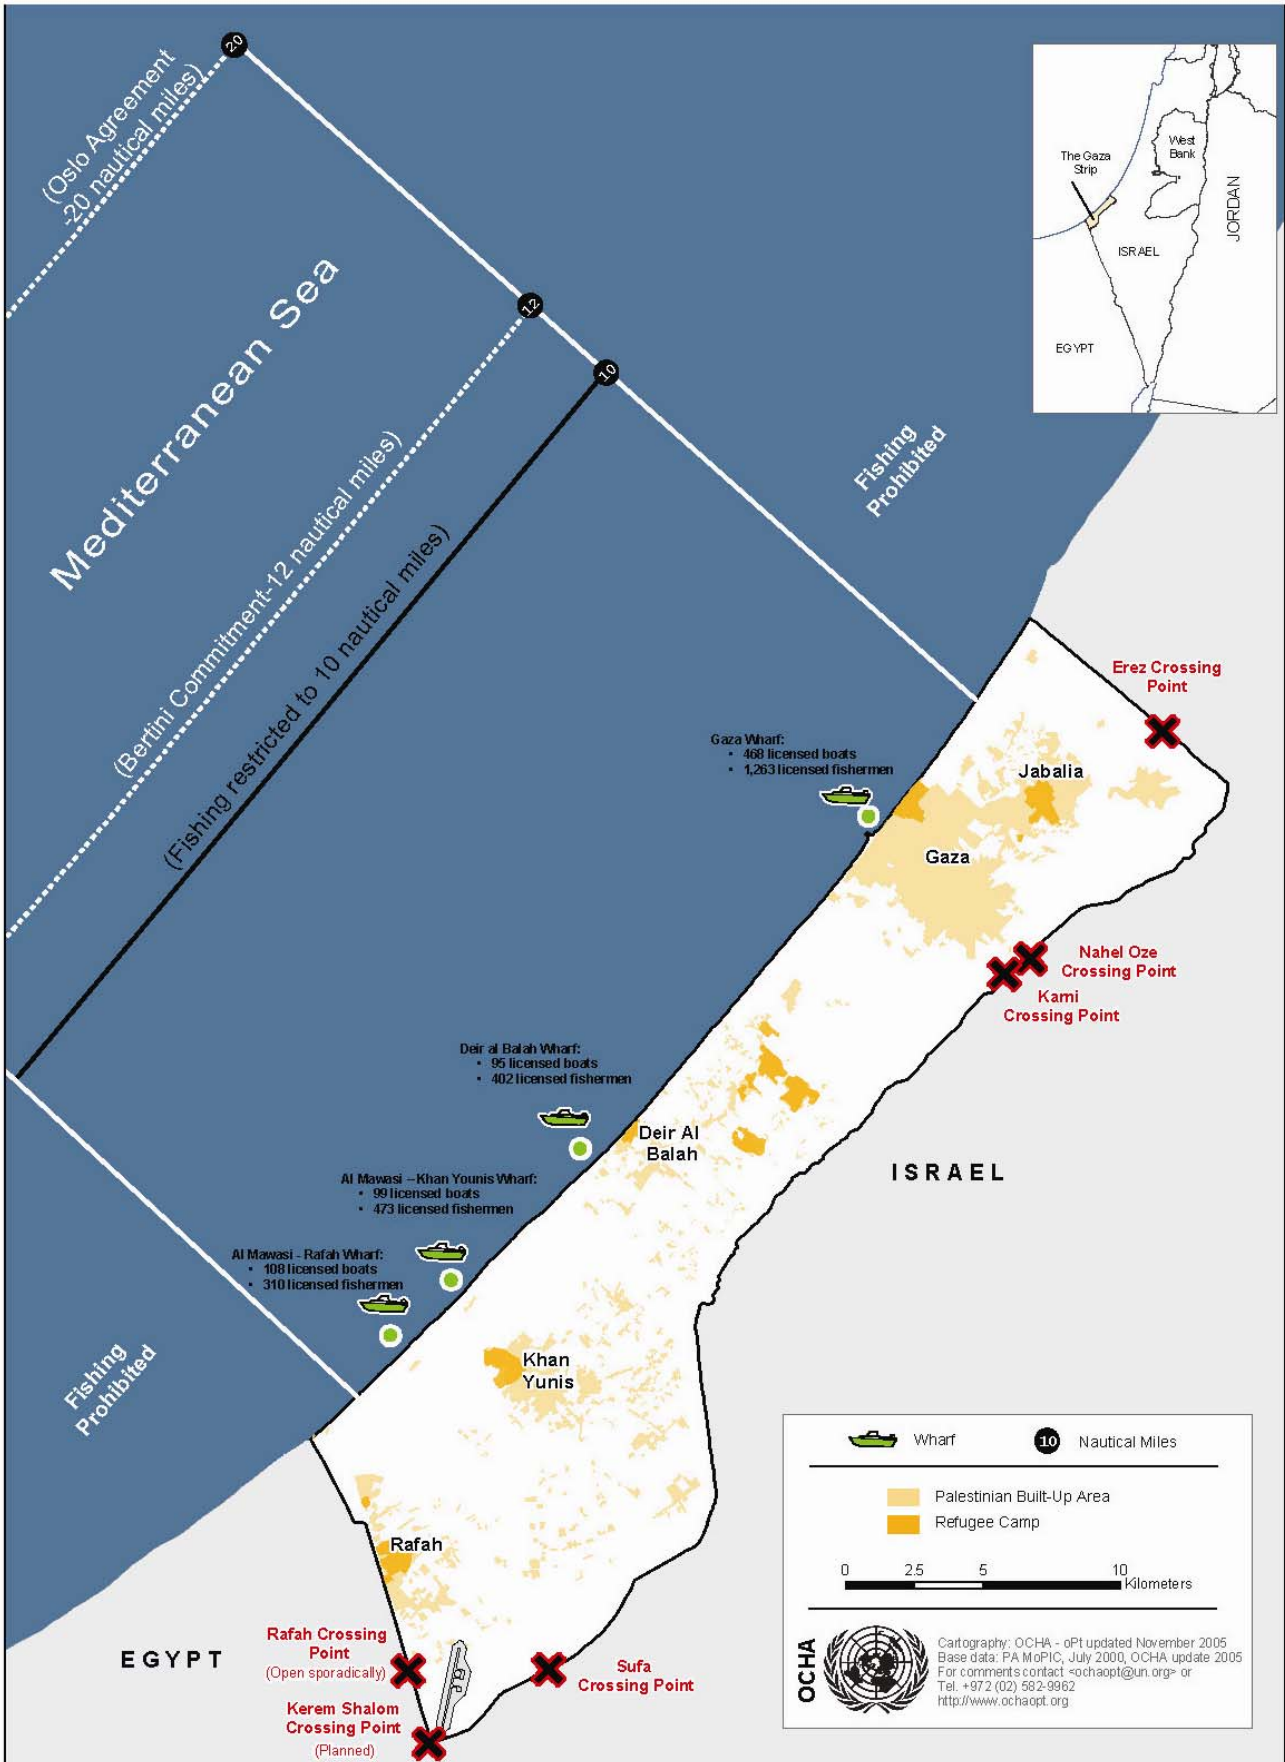 20
(Oslo Agreement
-20 nautical miles)
Mediterranean Sea
12
10
(Bertini Commitment-12 nautical miles)
(Fishing restricted to 10 nautical miles)
Fishing
Prohibited
The Gaza
Strip
West
Bank
ISRAEL
JORDAN
EGYPT
Erez Crossing
Point
Gaza Wharf:
• 468 licensed boats
• 1,263 licensed fishermen
Jabalia
Gaza
Nahel Oze
Crossing Point
Karni
Crossing Point
Deir al Balah Wharf:
• 95 licensed boats
• 402 licensed fishermen
Deir Al
Balah
ISRAEL
Al Mawasi – Khan Younis Wharf:
• 99 licensed boats
• 473 licensed fishermen
Al Mawasi - Rafah Wharf:
• 108 licensed boats
• 310 licensed fishermen
Fishing
Prohibited
Khan
Yunis
Rafah
EGYPT
Rafah Crossing
Point
(Open sporadically)
Kerem Shalom
Crossing Point
(Planned)
Sufa
Crossing Point
Wharf
10 Nautical Miles
Palestinian Built-Up Area
Refugee Camp
0 2.5 5 10
Kilometers
OCHA
Cartography: OCHA - oPt updated November 2005
Base data: PA MoPIC, July 2000, OCHA update 2005
For comments contact <ochaopt@un.org> or
Tel. +972 (02) 582-9962
http://www.ochaopt.org